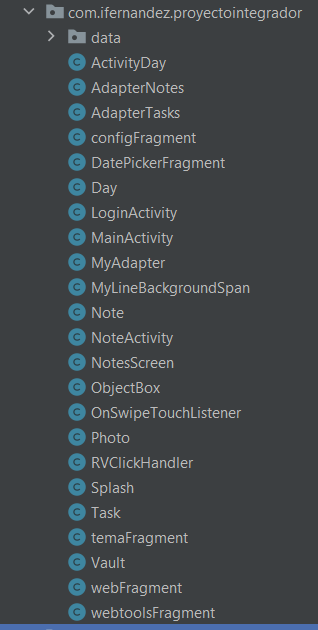 com.ifernandez.proyectointegrador
data
ActivityDay
AdapterNotes
AdapterTasks
configFragment
DatePickerFragment
Day
LoginActivity
MainActivity
MyAdapter
MyLineBackgroundSpan
Note
NoteActivity
NotesScreen
ObjectBox
OnSwipeTouchListener
Photo
RVClickHandler
Splash
Task
temaFragment
Vault
webFragment
webtoolsFragment